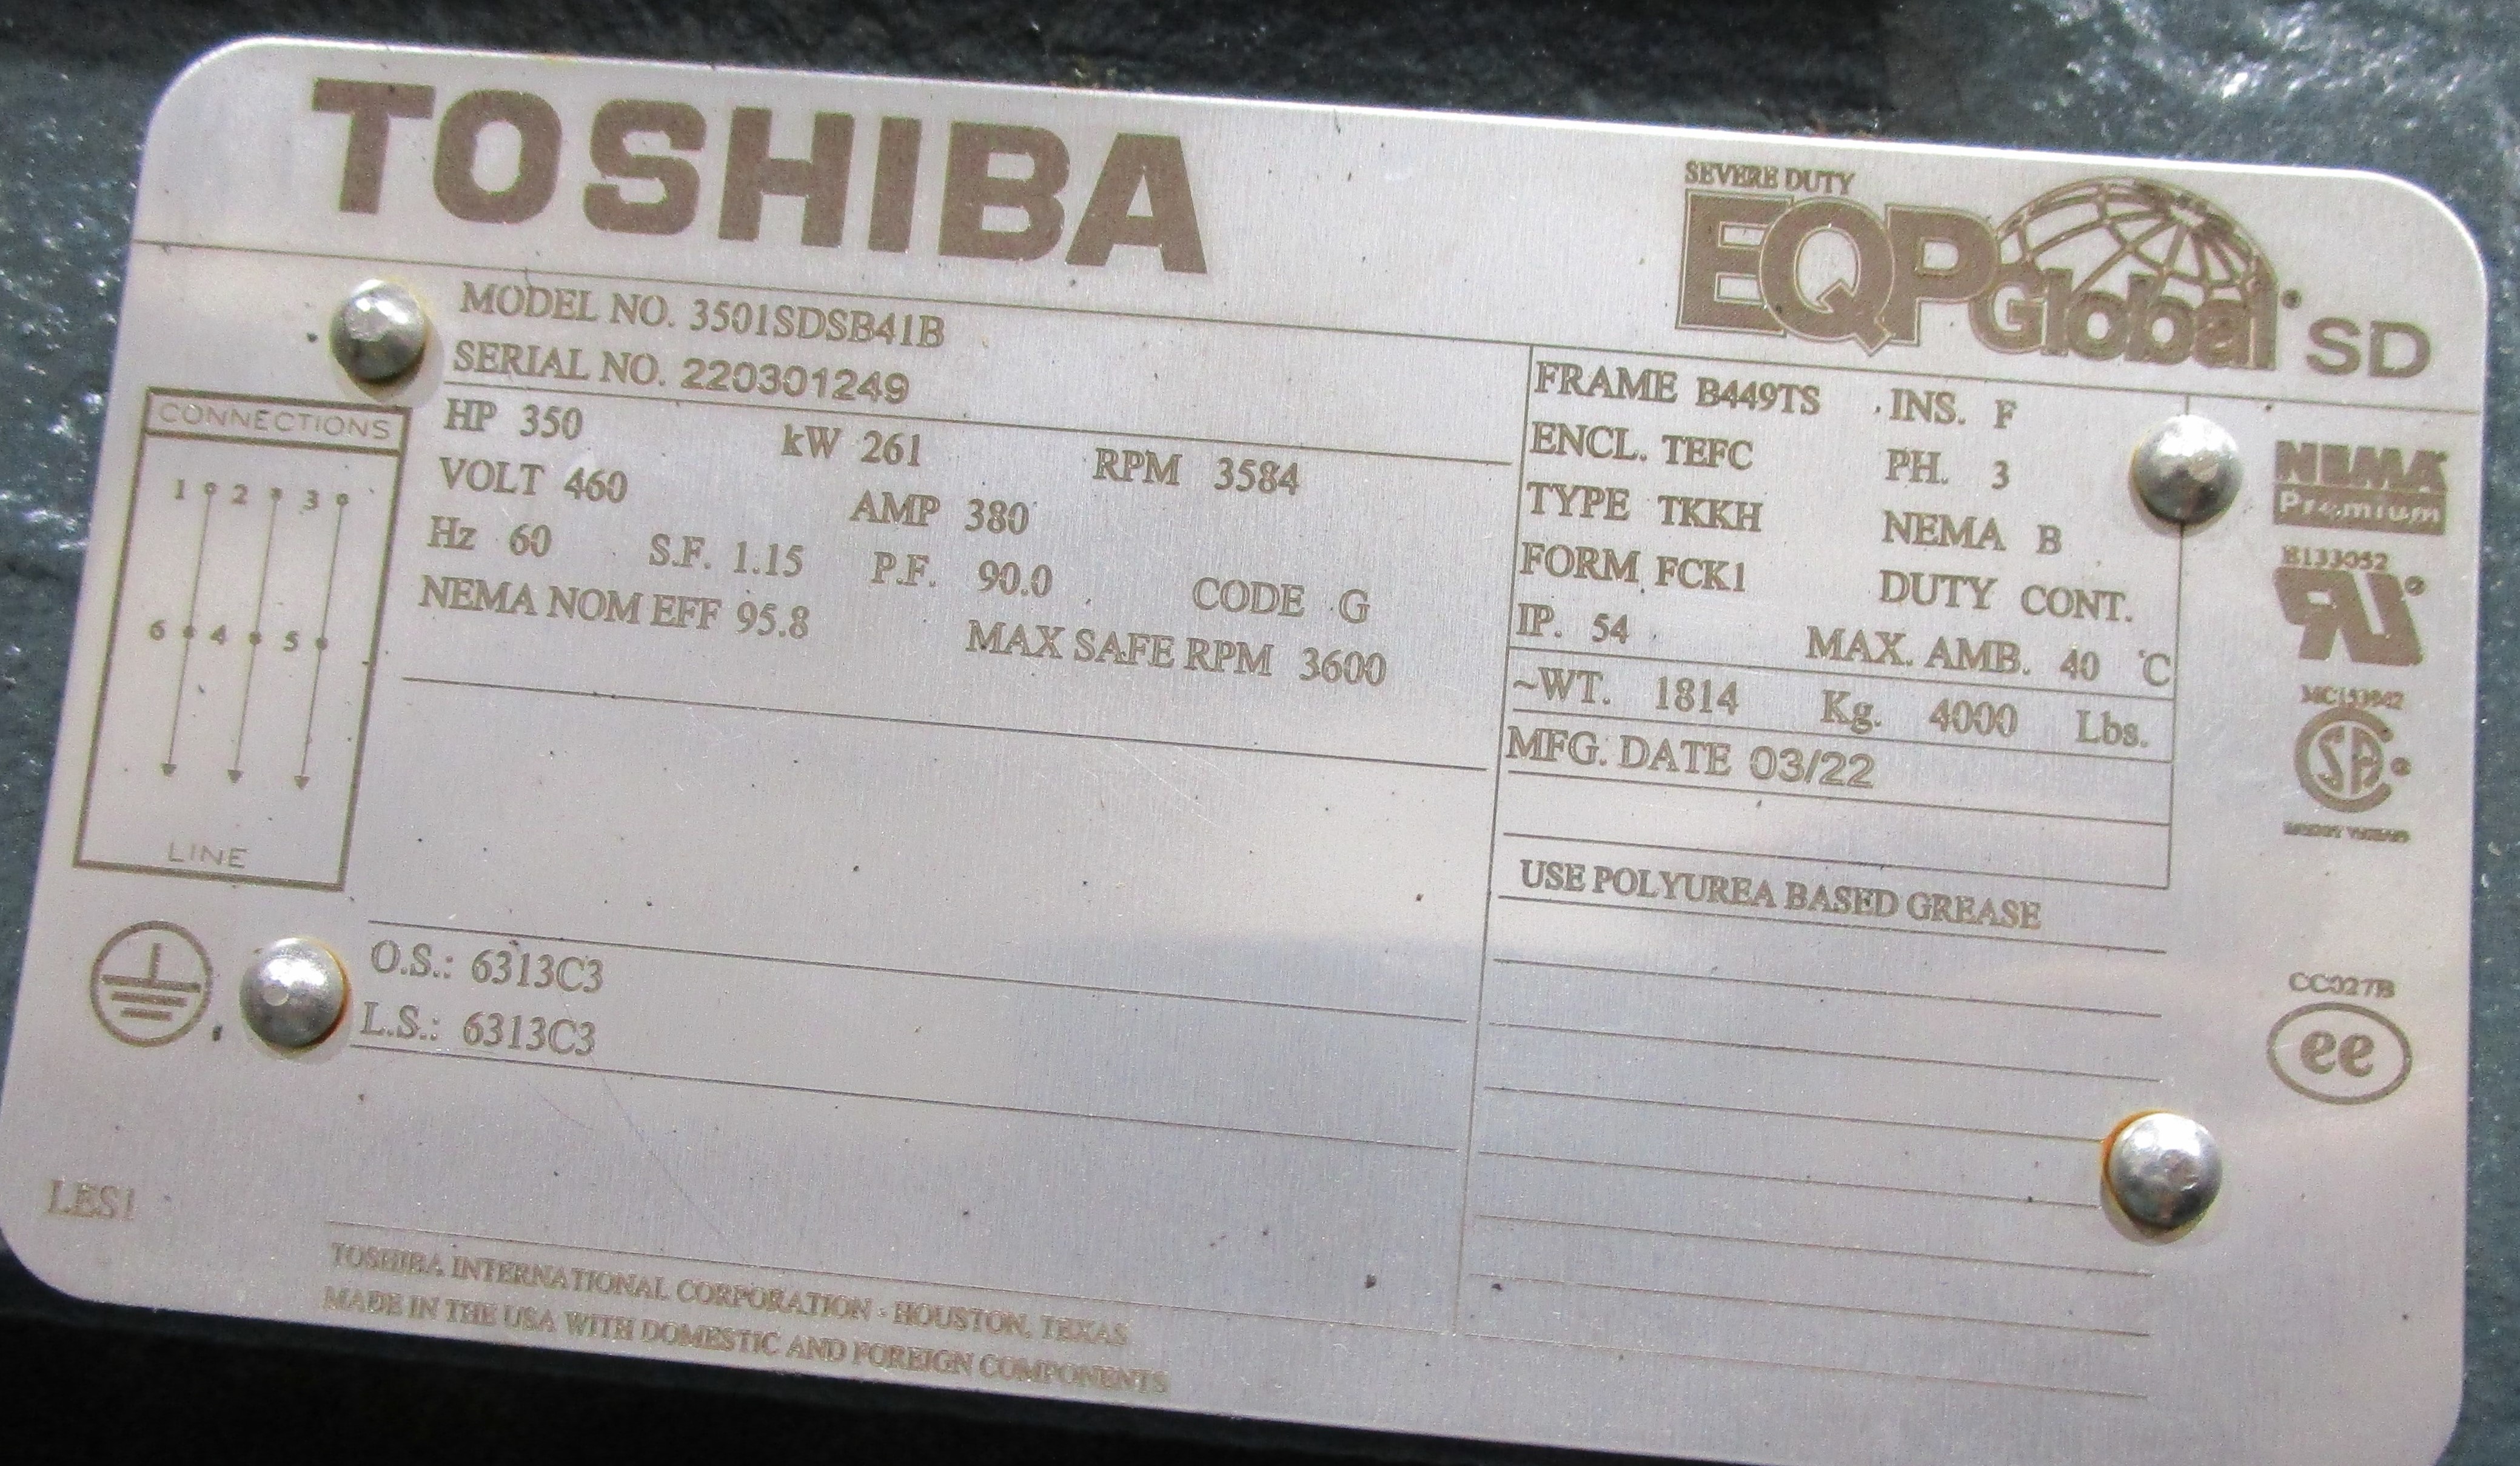 TOSHIBA
SEVERE DUTY
EQP Global® SD
MODEL NO. 3501SDSB41B
SERIAL NO. 220301249
HP 350 kW 261 RPM 3584
VOLT 460 AMP 380
Hz 60 S.F. 1.15 P.F. 90.0 CODE G
NEMA NOM EFF 95.8 MAX SAFE RPM 3600
FRAME B449TS INS. F
ENCL. TEFC PH. 3
TYPE TKKH NEMA B
FORM FCK1 DUTY CONT.
IP. 54 MAX. AMB. 40 °C
~WT. 1814 Kg. 4000 Lbs.
MFG. DATE 03/22
USE POLYUREA BASED GREASE
CONNECTIONS
1 2 3
6 4 5
LINE
O.S.: 6313C3
L.S.: 6313C3
NEMA
Premium
®
®
CC027B
ee
LES1
TOSHIBA INTERNATIONAL CORPORATION - HOUSTON, TEXAS
MADE IN THE USA WITH DOMESTIC AND FOREIGN COMPONENTS